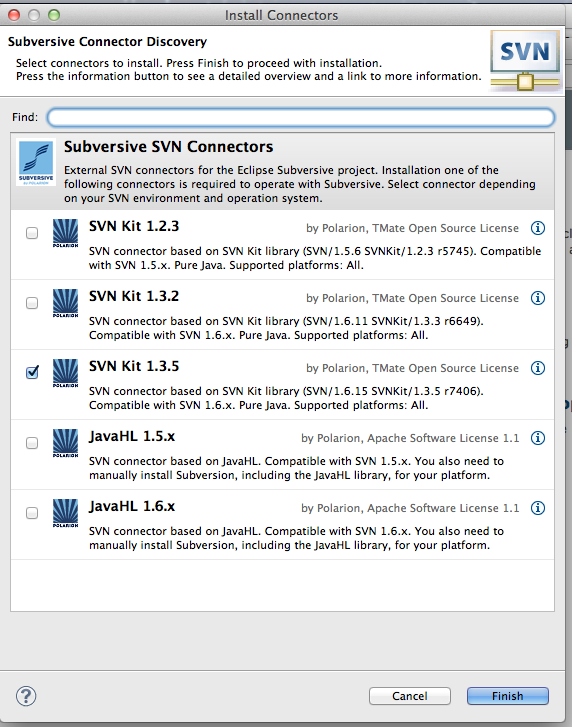 Install Connectors
Subversive Connector Discovery
Select connectors to install. Press Finish to proceed with installation.
Press the information button to see a detailed overview and a link to more information.
SVN
Find:
SUBVERSIVE
BY POLARION
Subversive SVN Connectors
External SVN connectors for the Eclipse Subversive project. Installation one of the
following connectors is required to operate with Subversive. Select connector depending
on your SVN environment and operation system.
POLARION
SVN Kit 1.2.3
by Polarion, TMate Open Source License
SVN connector based on SVN Kit library (SVN/1.5.6 SVNKit/1.2.3 r5745). Compatible
with SVN 1.5.x. Pure Java. Supported platforms: All.
POLARION
SVN Kit 1.3.2
by Polarion, TMate Open Source License
SVN connector based on SVN Kit library (SVN/1.6.11 SVNKit/1.3.3 r6649).
Compatible with SVN 1.6.x. Pure Java. Supported platforms: All.
POLARION
SVN Kit 1.3.5
by Polarion, TMate Open Source License
SVN connector based on SVN Kit library (SVN/1.6.15 SVNKit/1.3.5 r7406).
Compatible with SVN 1.6.x. Pure Java. Supported platforms: All.
POLARION
JavaHL 1.5.x
by Polarion, Apache Software License 1.1
SVN connector based on JavaHL. Compatible with SVN 1.5.x. You also need to
manually install Subversion, including the JavaHL library, for your platform.
POLARION
JavaHL 1.6.x
by Polarion, Apache Software License 1.1
SVN connector based on JavaHL. Compatible with SVN 1.6.x. You also need to
manually install Subversion, including the JavaHL library, for your platform.
?
Cancel
Finish